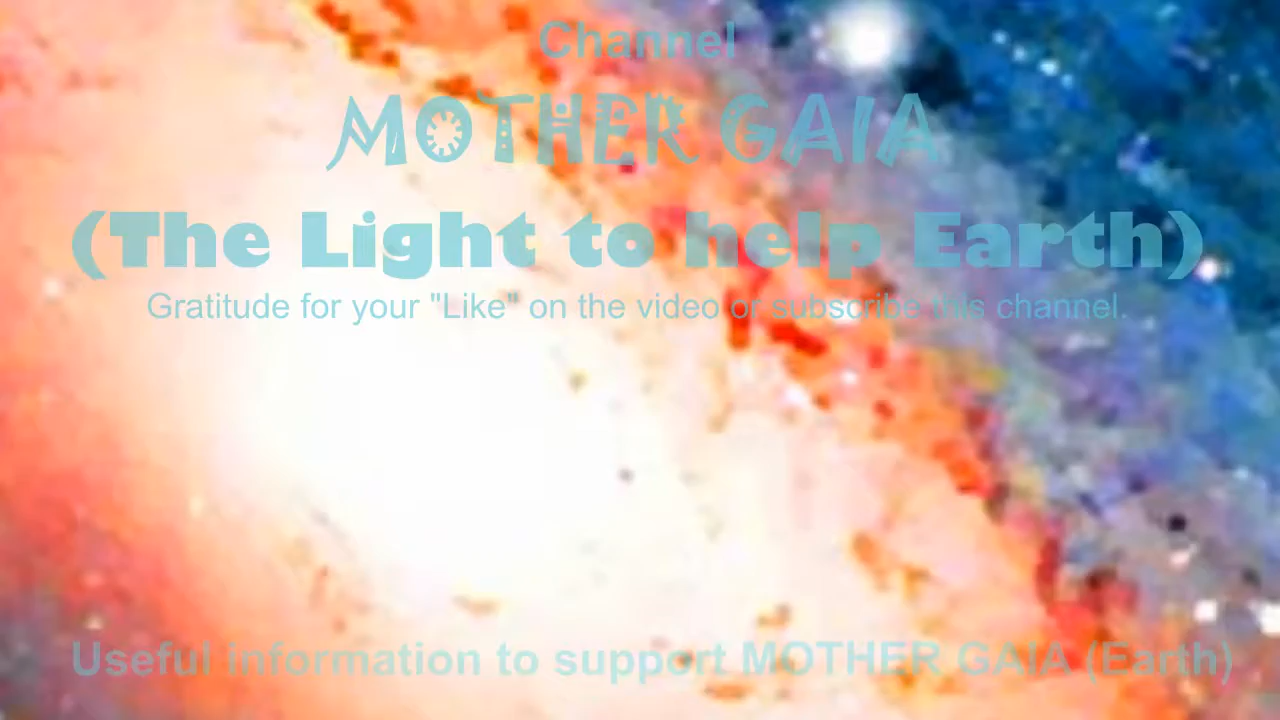 Channel
MOTHER GAIA
(The Light to help Earth)
Gratitude for your "Like" on the video or subscribe this channel.
Useful information to support MOTHER GAIA (Earth)